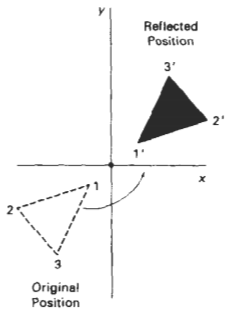 y
Reflected
Position
3'
2'
1'
x
1
2
3
Original
Position